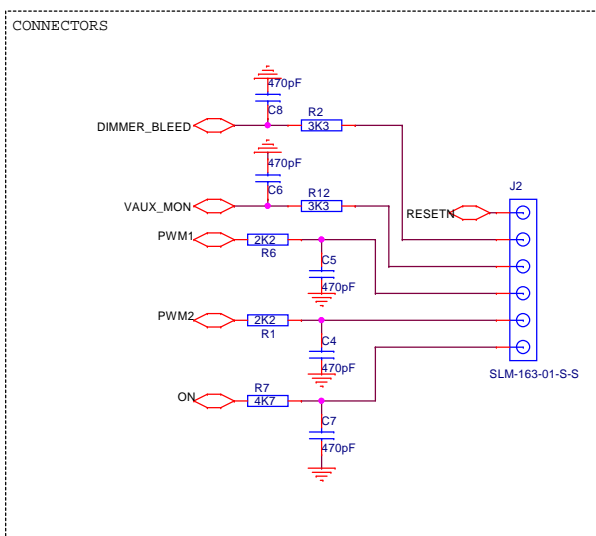 CONNECTORS
470pF
C8
R2
DIMMER_BLEED
3K3
470pF
C6
R12
J2
VAUX_MON
3K3
RESETN
PWM1
2K2
R6
C5
470pF
PWM2
2K2
R1
C4
470pF
SLM-163-01-S-S
R7
ON
4K7
C7
470pF